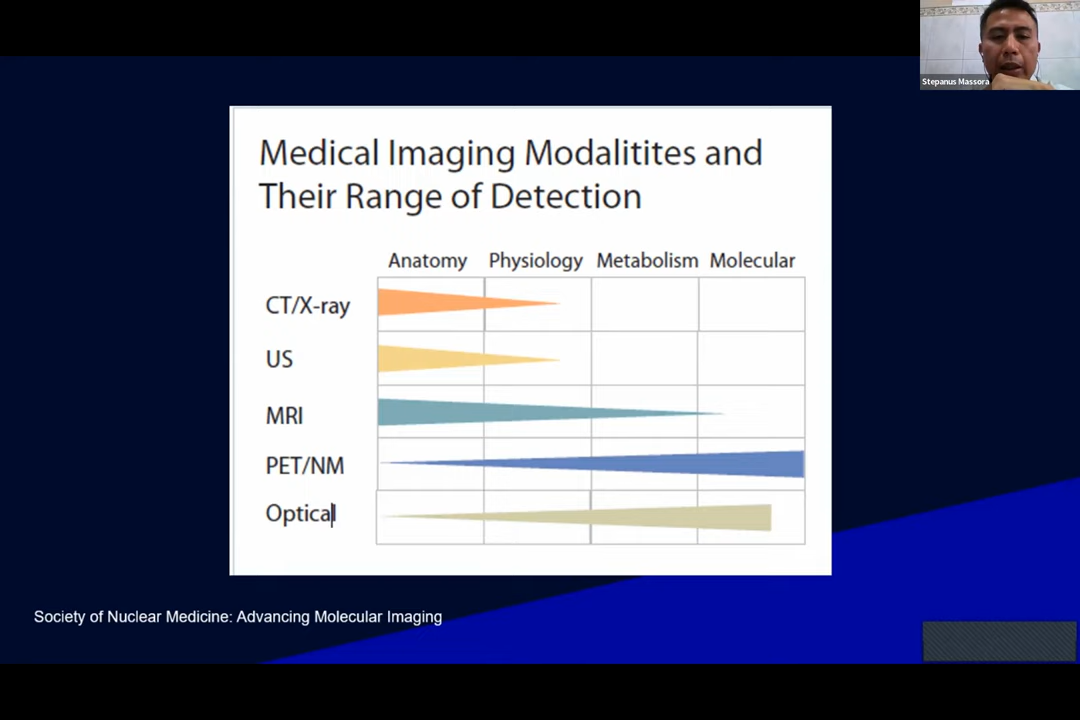 Stepanus Massora
Medical Imaging Modalitites and
Their Range of Detection
Anatomy Physiology Metabolism Molecular
CT/X-ray
US
MRI
PET/NM
Optical
Society of Nuclear Medicine: Advancing Molecular Imaging